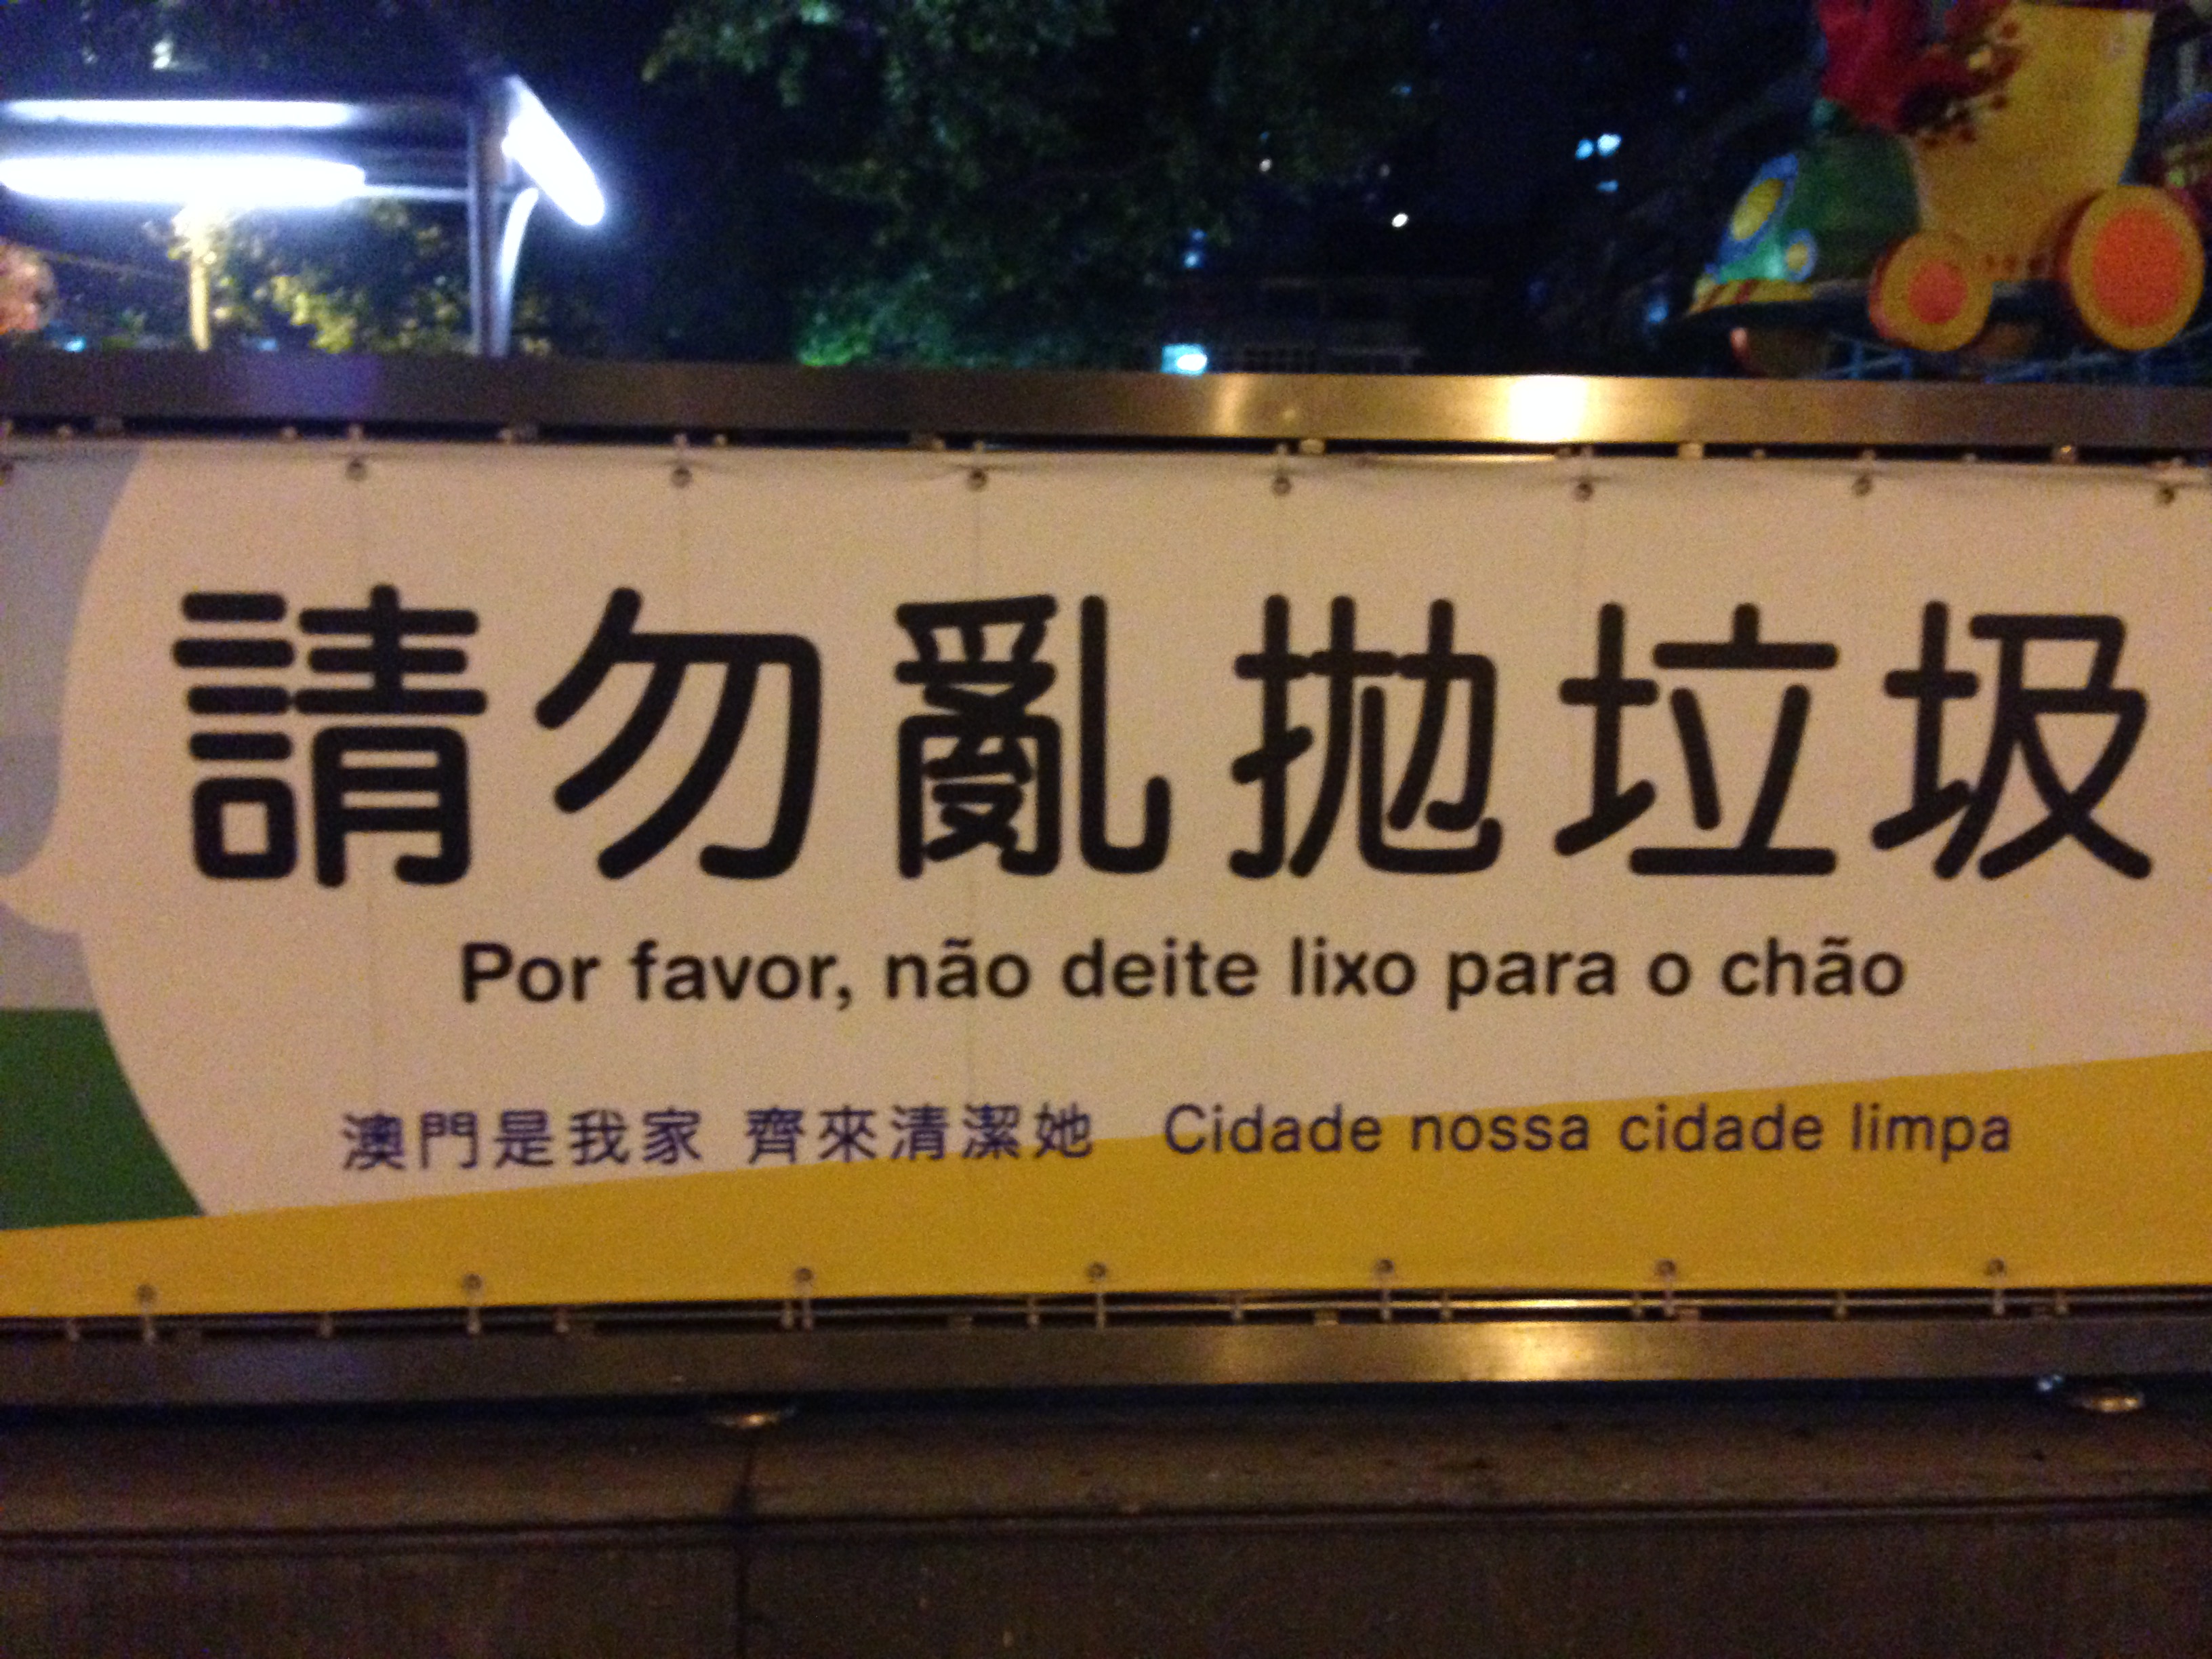 請勿亂拋垃圾
Por favor, não deite lixo para o chão
澳門是我家 齊來清潔她 Cidade nossa cidade limpa